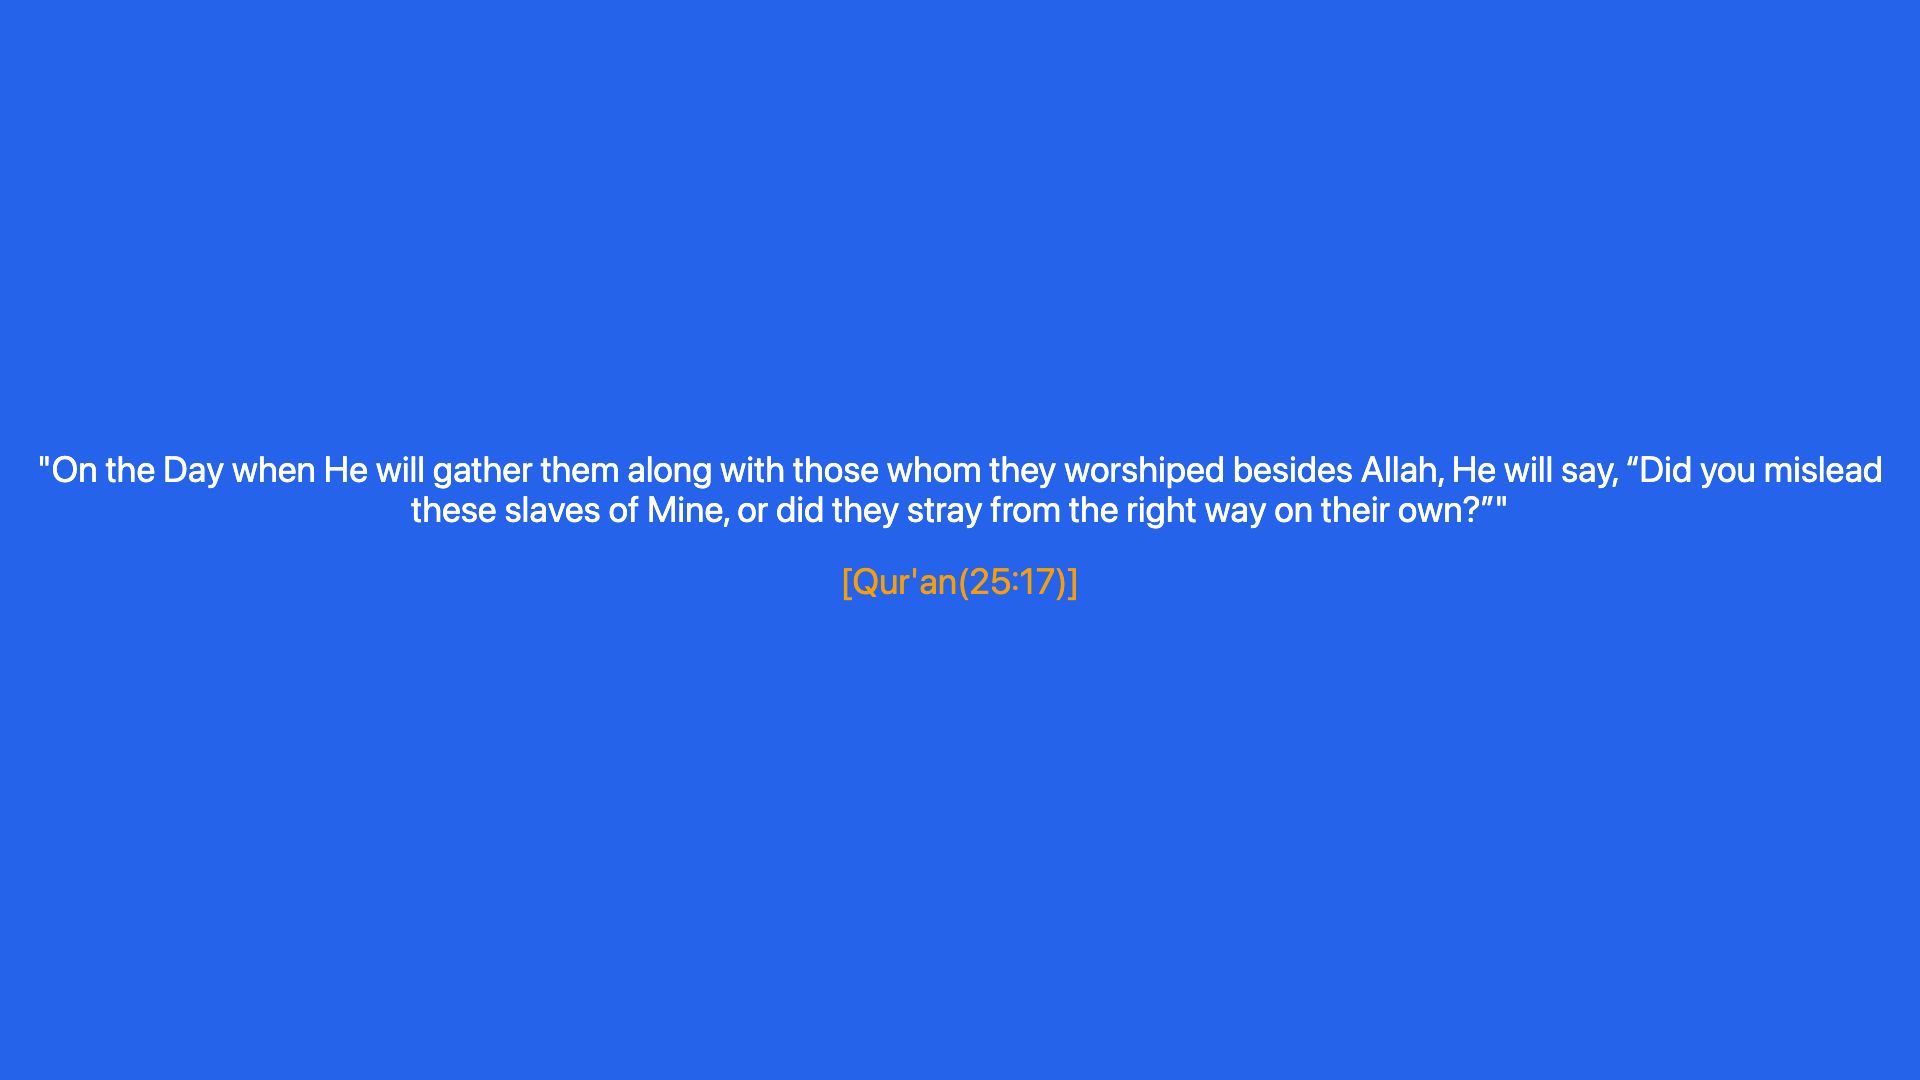 "On the Day when He will gather them along with those whom they worshiped besides Allah, He will say, “Did you mislead
these slaves of Mine, or did they stray from the right way on their own?”"
[Qur'an(25:17)]